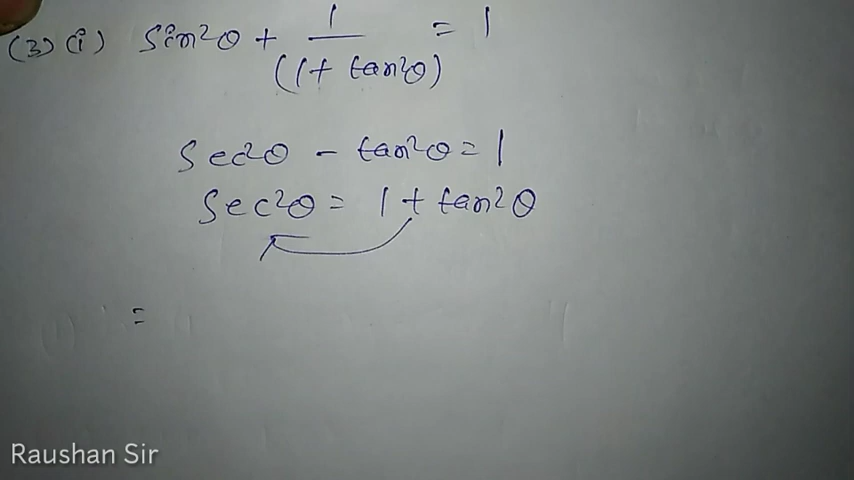 (3) (i) Sin²θ + 1/(1 + tan²θ) = 1
Sec²θ - tan²θ = 1
Sec²θ = 1 + tan²θ
=
Raushan Sir